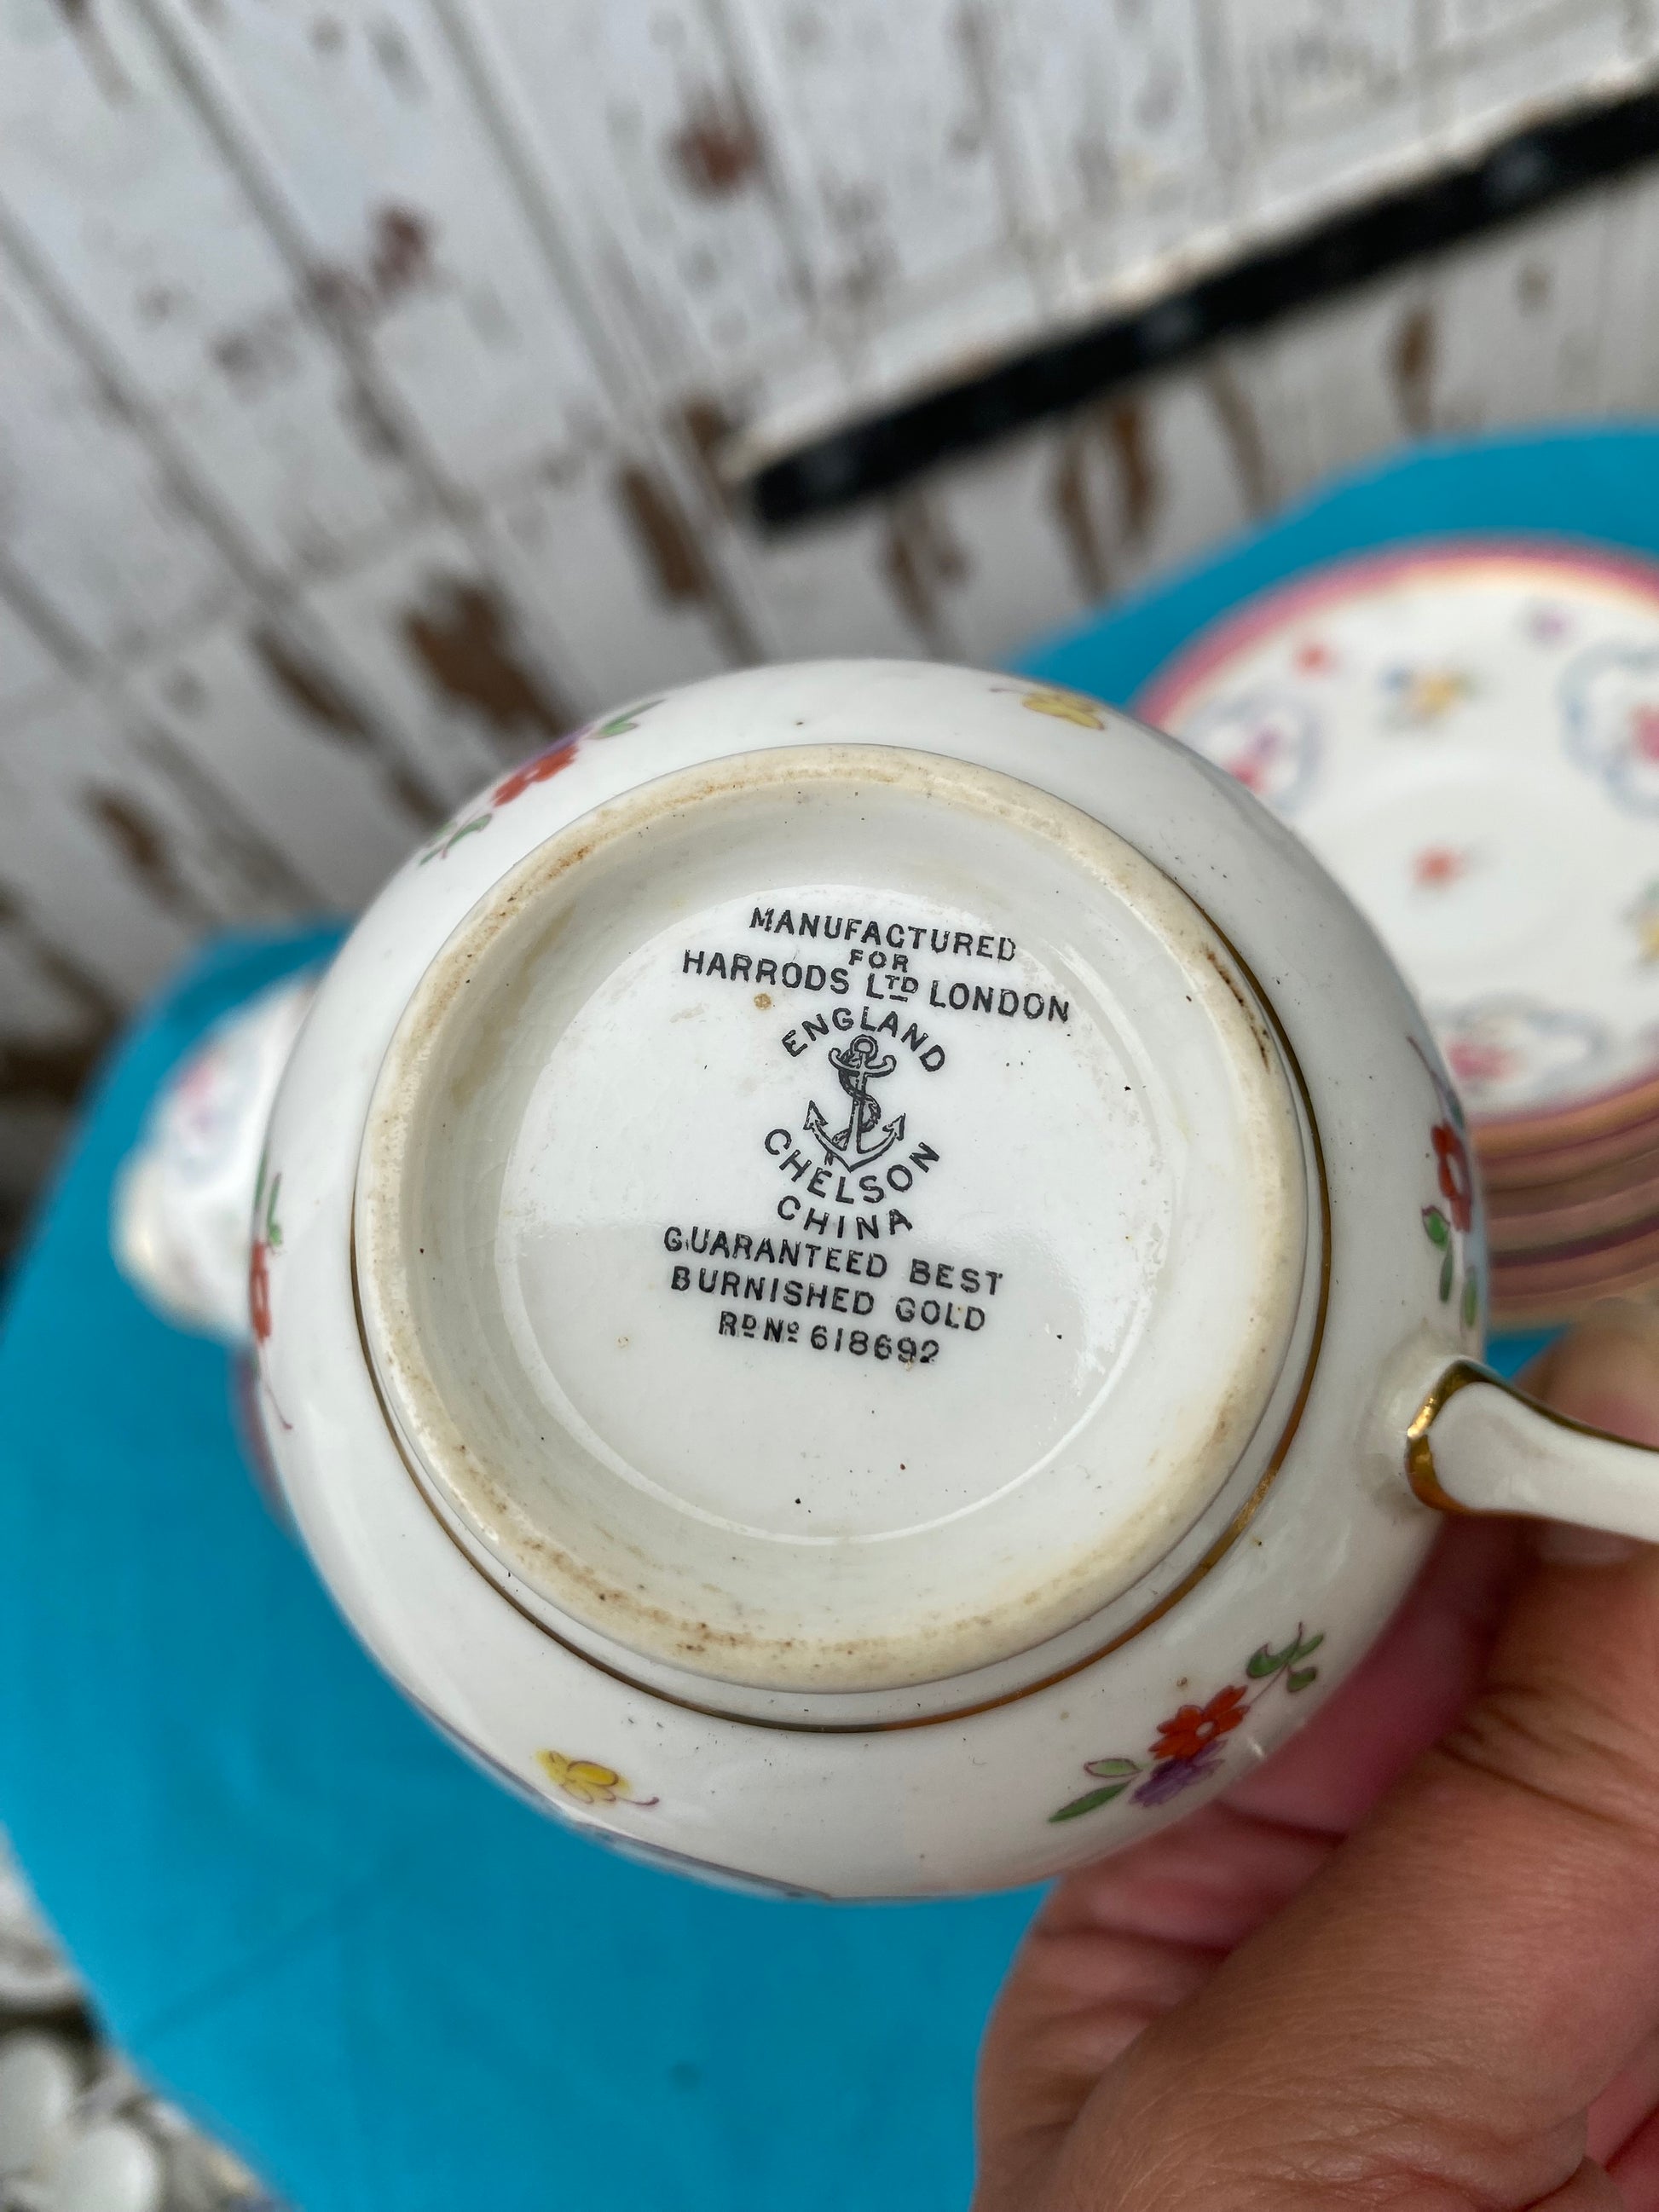 MANUFACTURED
FOR
HARRODS LTD LONDON
ENGLAND
CHELSON
CHINA
GUARANTEED BEST
BURNISHED GOLD
RD No 618692